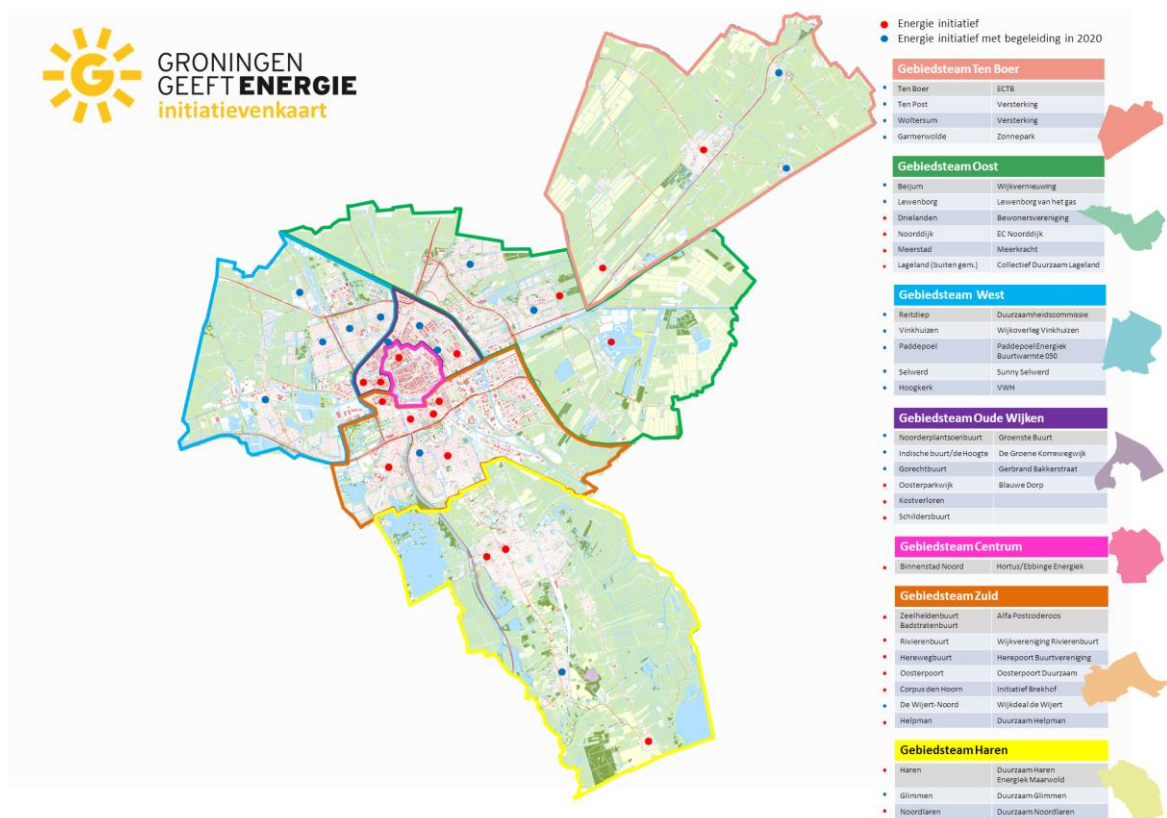 G
GRONINGEN
GEEFT ENERGIE
initiatievenkaart
Energie initiatief
Energie initiatief met begeleiding in 2020
Gebiedsteam Ten Boer
Ten Boer ECTB
Ten Post Versterking
Woltersum Versterking
Garmerwolde Zonnepark
Gebiedsteam Oost
Beijum Wijkvernieuwing
Lewenborg Lewenborg van het gas
Drielanden Bewonersvereniging
Noorddijk EC Noorddijk
Meerstad Meerkracht
Lageland (buiten gem.) Collectief Duurzaam Lageland
Gebiedsteam West
Reitdiep Duurzaamheidscommissie
Vinkhuizen Wijkoverleg Vinkhuizen
Paddepoel Paddepoel Energiek
Buurtwarmte 050
Selwerd Sunny Selwerd
Hoogkerk VWH
Gebiedsteam Oude Wijken
Noorderplantsoenbuurt Groenste Buurt
Indische buurt/de Hoogte De Groene Korrewegwijk
Gorechtbuurt Gerbrand Bakkerstraat
Oosterparkwijk Blauwe Dorp
Kostverloren
Schildersbuurt
Gebiedsteam Centrum
Binnenstad Noord Hortus/Ebbinge Energiek
Gebiedsteam Zuid
Zeeheldenbuurt Alfa Postcoderoos
Badstratenbuurt
Rivierenbuurt Wijkvereniging Rivierenbuurt
Herewegbuurt Herepoort Buurtvereniging
Oosterpoort Oosterpoort Duurzaam
Corpus den Hoorn Initiatief Brekhof
De Wijert-Noord Wijkdeal de Wijert
Helpman Duurzaam Helpman
Gebiedsteam Haren
Haren Duurzaam Haren
Energiek Maarwold
Glimmen Duurzaam Glimmen
Noordlaren Duurzaam Noordlaren